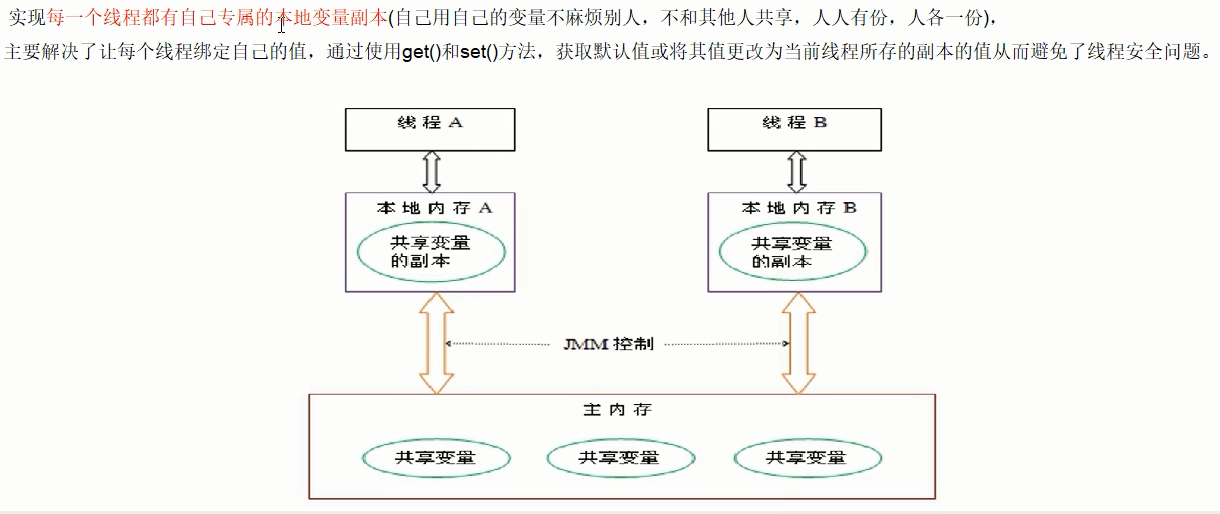 实现每一个线程都有自己专属的本地变量副本(自己用自己的变量不麻烦别人，不和其他人共享，人人有份，人各一份),
主要解决了让每个线程绑定自己的值，通过使用get()和set()方法，获取默认值或将其值更改为当前线程所存的副本的值从而避免了线程安全问题。
线程 A
线程 B
本地内存 A
本地内存 B
共享变量
的副本
共享变量
的副本
JMM 控制
主内存
共享变量
共享变量
共享变量